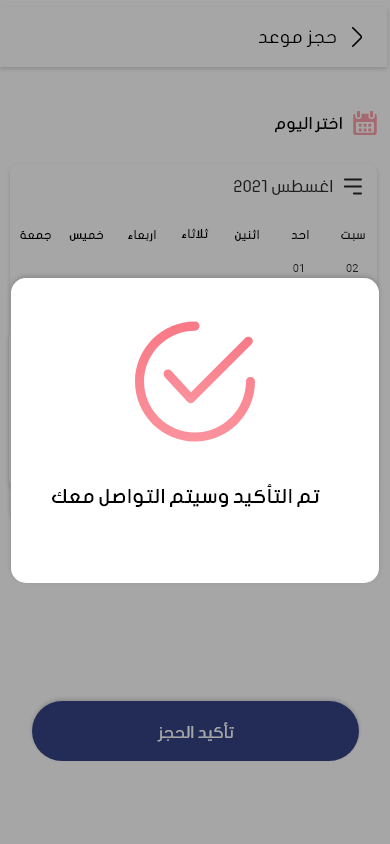 حجز موعد
اختر اليوم
اغسطس 2021
سبت احد اثنين ثلاثاء اربعاء خميس جمعة
02 01
تم التأكيد وسيتم التواصل معك
تأكيد الحجز